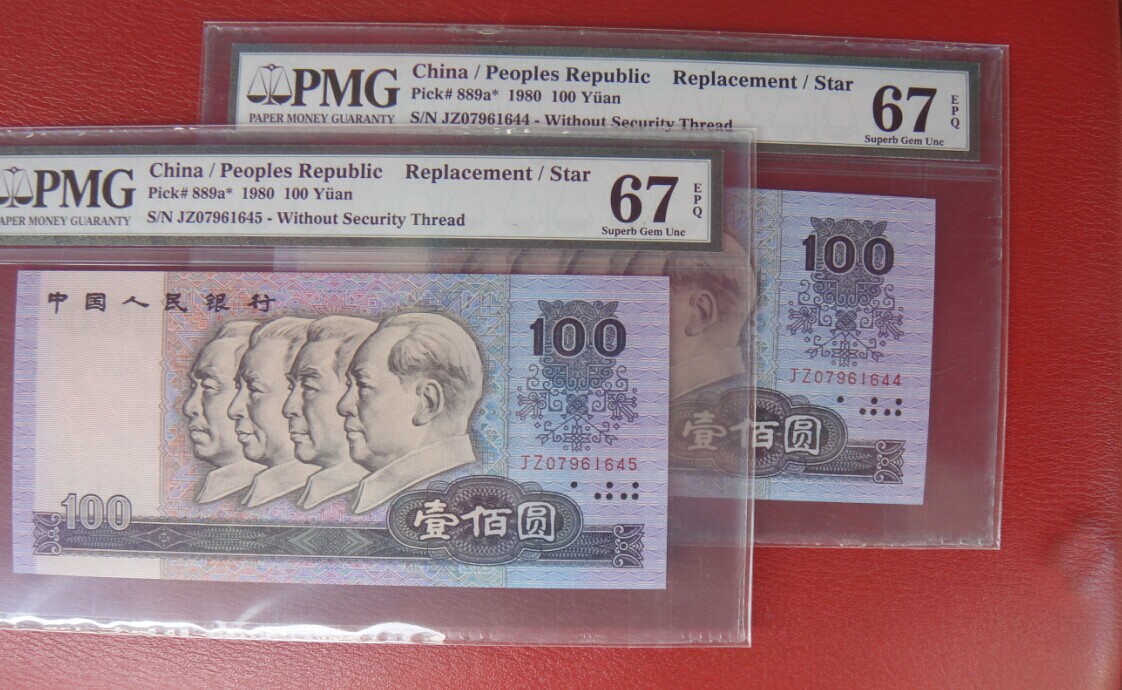 PMG
PAPER MONEY GUARANTY
China / Peoples Republic Replacement / Star
Pick# 889a* 1980 100 Yüan
S/N JZ07961644 - Without Security Thread
67
EPQ
Superb Gem Unc
100
JZ07961644
壹佰圆
PMG
PAPER MONEY GUARANTY
China / Peoples Republic Replacement / Star
Pick# 889a* 1980 100 Yüan
S/N JZ07961645 - Without Security Thread
67
EPQ
Superb Gem Unc
中国人民银行
100
JZ07961645
100
壹佰圆